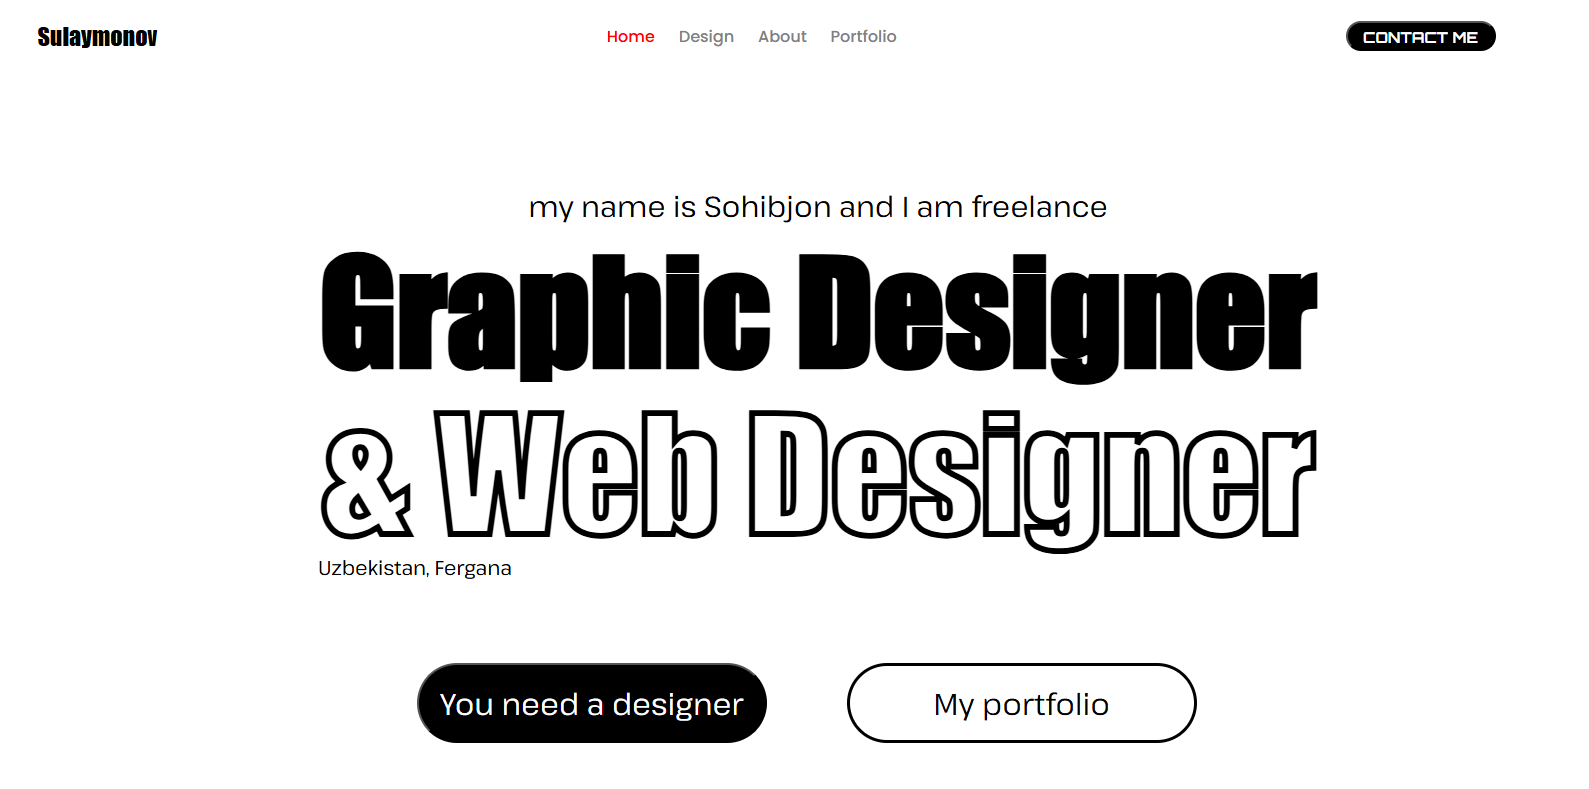 Sulaymonov
Home Design About Portfolio
CONTACT ME
my name is Sohibjon and I am freelance
Graphic Designer
& Web Designer
Uzbekistan, Fergana
You need a designer
My portfolio